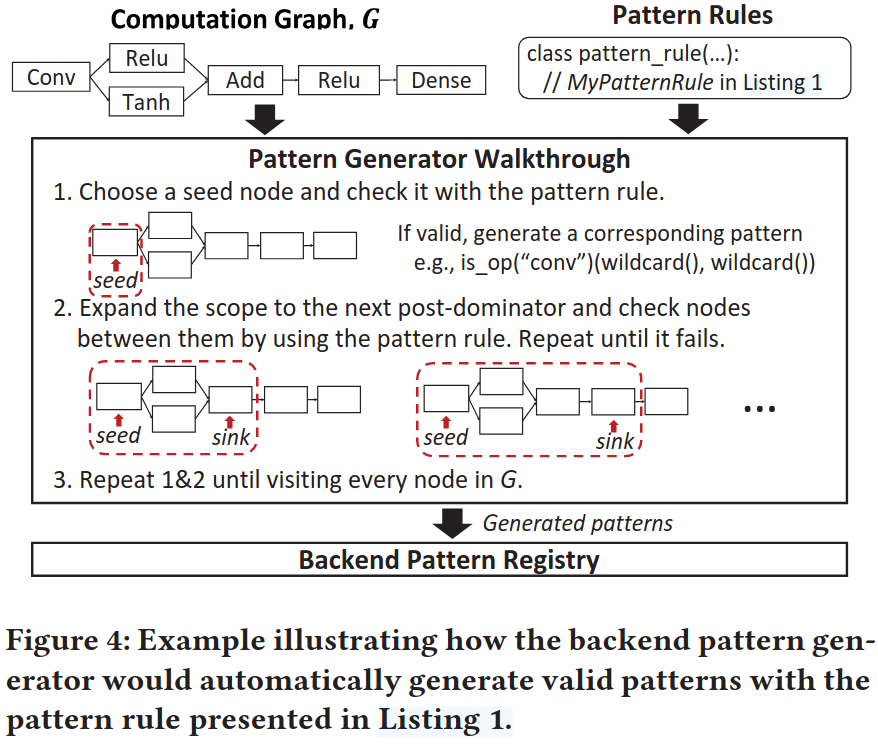 Computation Graph, G
Pattern Rules
Conv
Relu
Tanh
Add
Relu
Dense
class pattern_rule(…):
// MyPatternRule in Listing 1
Pattern Generator Walkthrough
1. Choose a seed node and check it with the pattern rule.
seed
If valid, generate a corresponding pattern
e.g., is_op(“conv”)(wildcard(), wildcard())
2. Expand the scope to the next post-dominator and check nodes
between them by using the pattern rule. Repeat until it fails.
seed
sink
seed
sink
...
3. Repeat 1&2 until visiting every node in G.
Generated patterns
Backend Pattern Registry
Figure 4: Example illustrating how the backend pattern gen-
erator would automatically generate valid patterns with the
pattern rule presented in Listing 1.